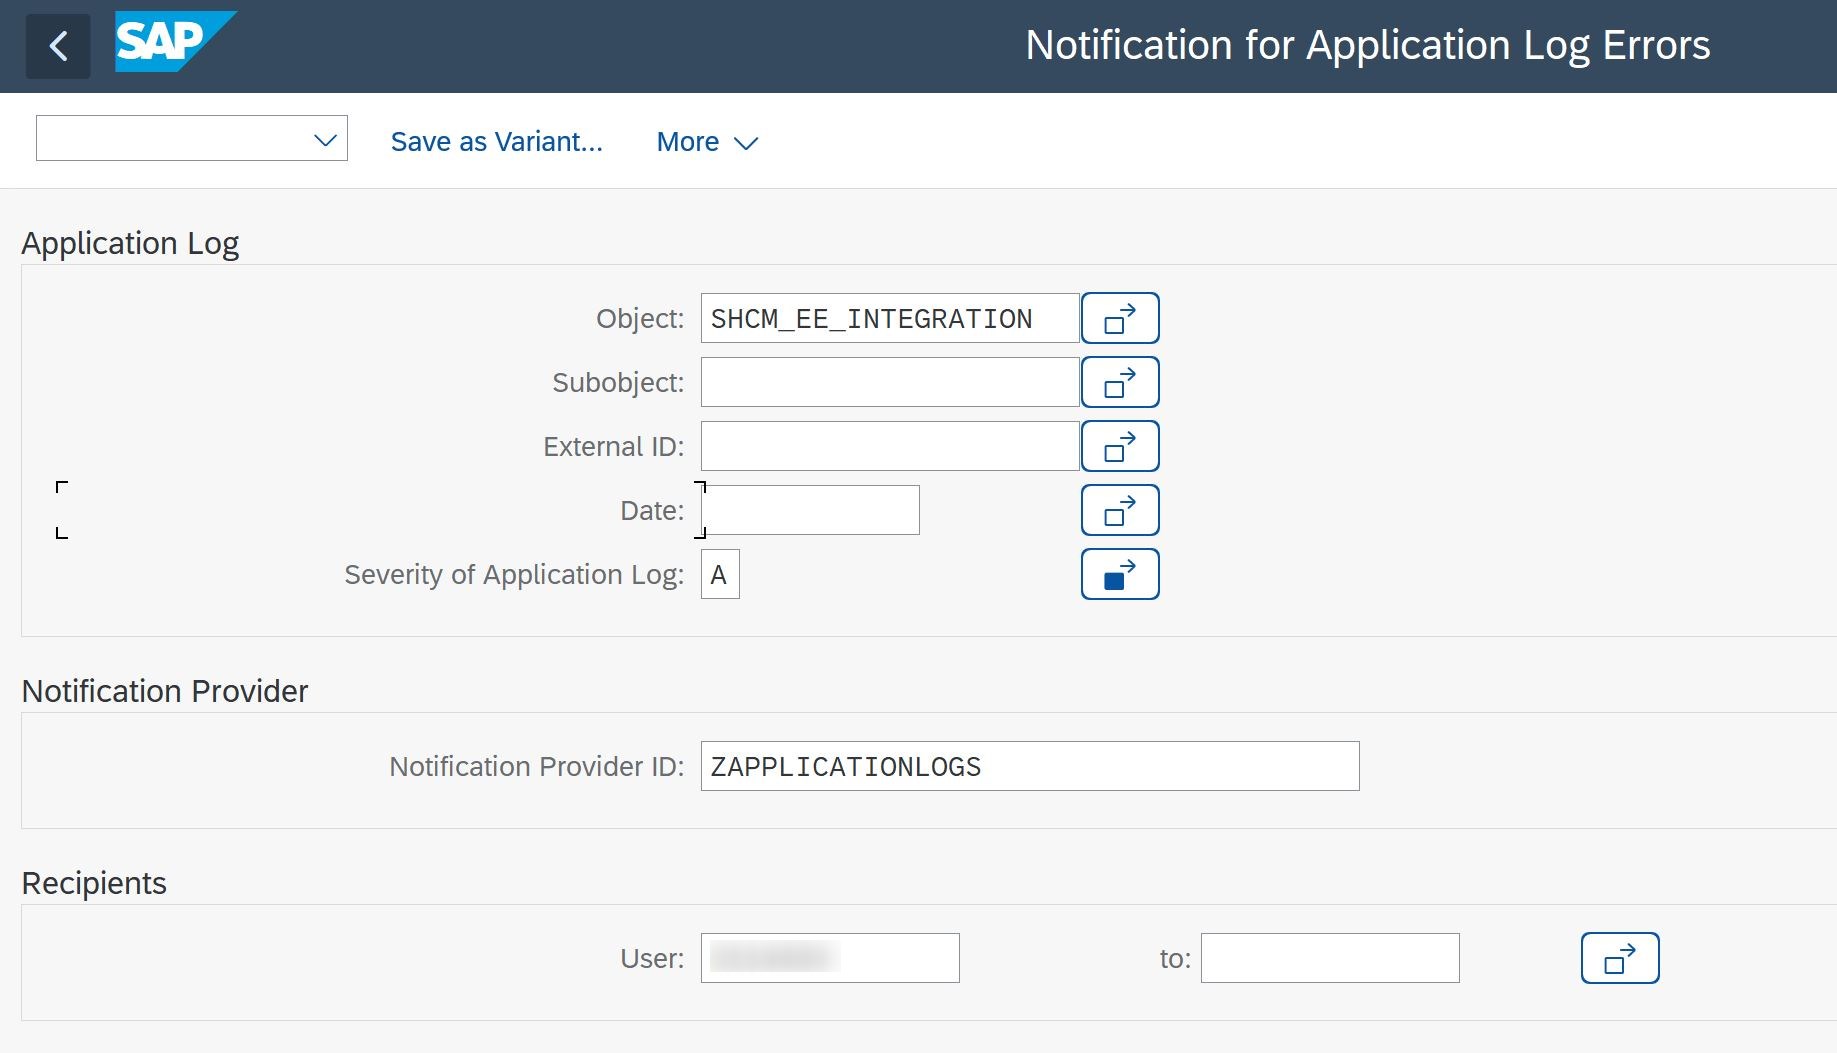 SAP
Notification for Application Log Errors
Save as Variant...
More
Application Log
Object: SHCM_EE_INTEGRATION
Subobject:
External ID:
Date:
Severity of Application Log: A
Notification Provider
Notification Provider ID: ZAPPLICATIONLOGS
Recipients
User: to: